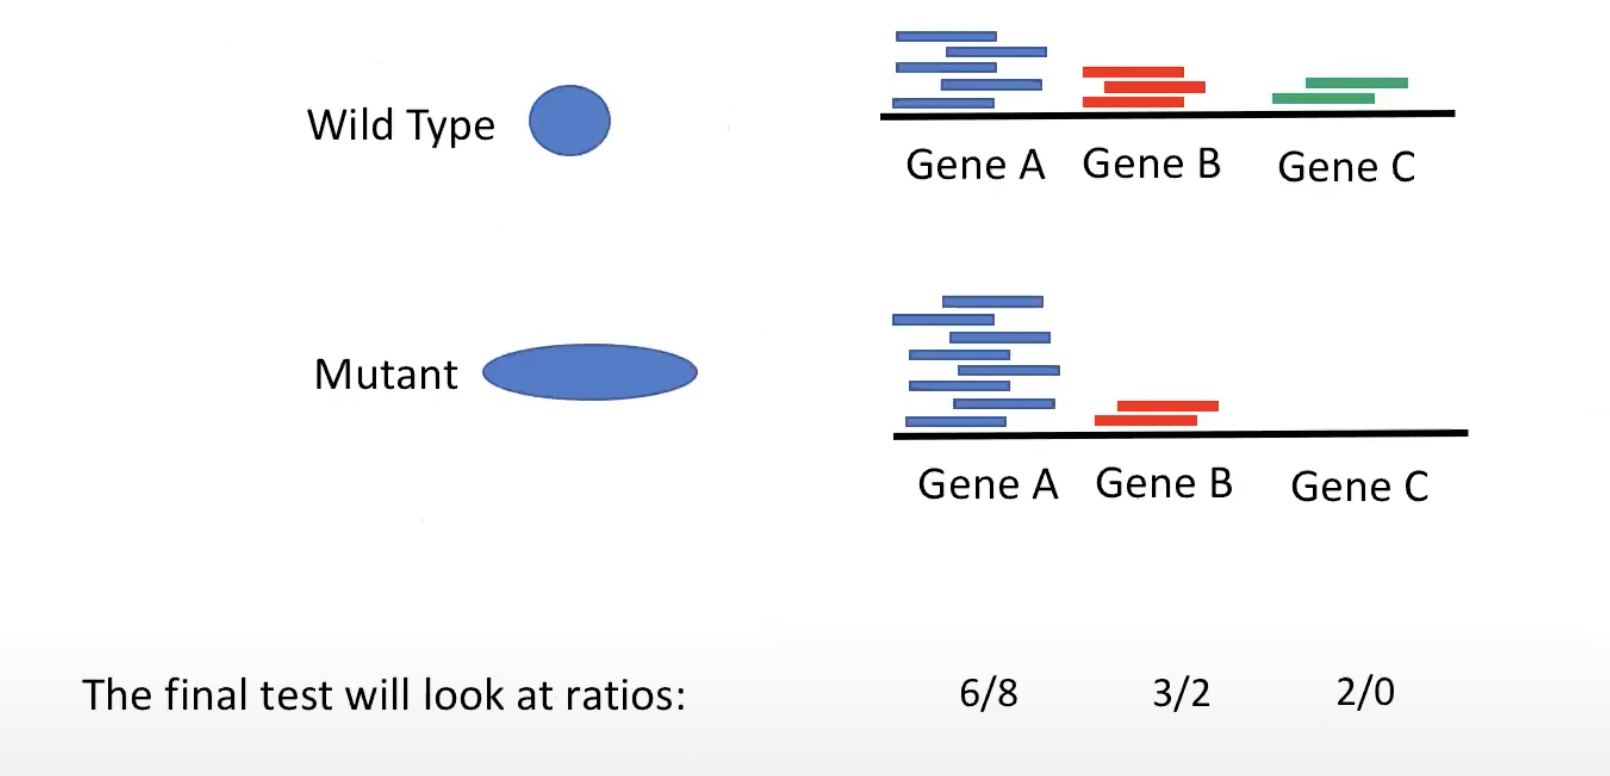 Wild Type
Gene A Gene B Gene C
Mutant
Gene A Gene B Gene C
The final test will look at ratios: 6/8 3/2 2/0